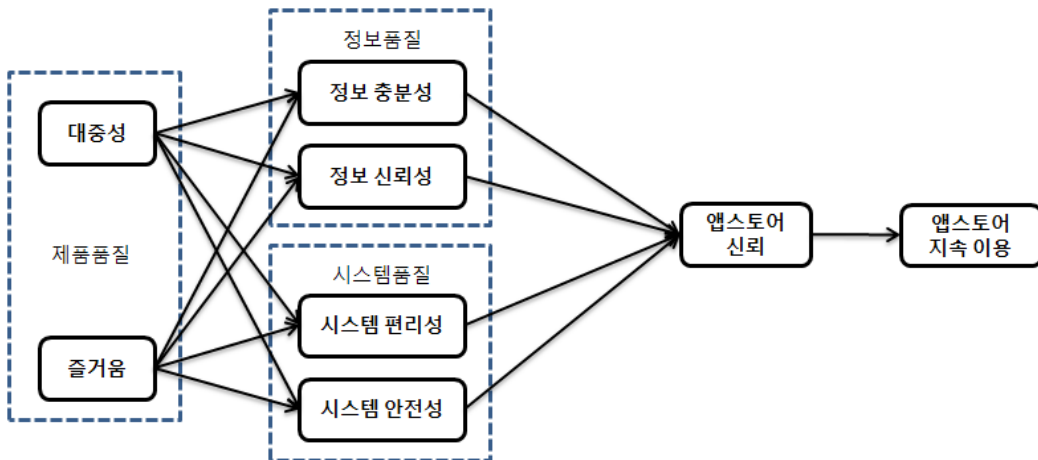 제품품질
대중성
즐거움
정보품질
정보 충분성
정보 신뢰성
시스템품질
시스템 편리성
시스템 안전성
앱스토어
신뢰
앱스토어
지속 이용